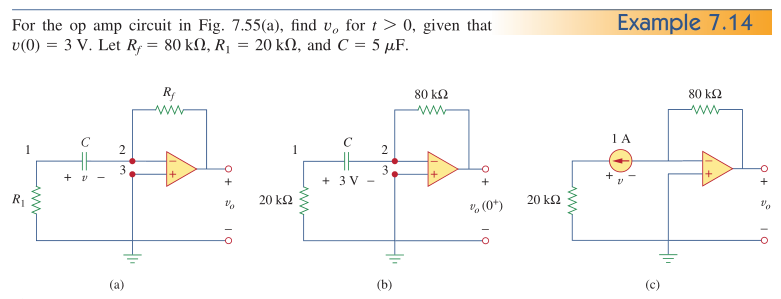 Example 7.14
For the op amp circuit in Fig. 7.55(a), find v_o for t > 0, given that
v(0) = 3 V. Let R_f = 80 kΩ, R_1 = 20 kΩ, and C = 5 μF.
R_f
1
C
2
3
+ v −
R_1
− +
+
v_o
−
(a)
80 kΩ
1
C
2
3
+ 3 V −
20 kΩ
− +
+
v_o (0⁺)
−
(b)
80 kΩ
1 A
+ v −
20 kΩ
− +
+
v_o
−
(c)